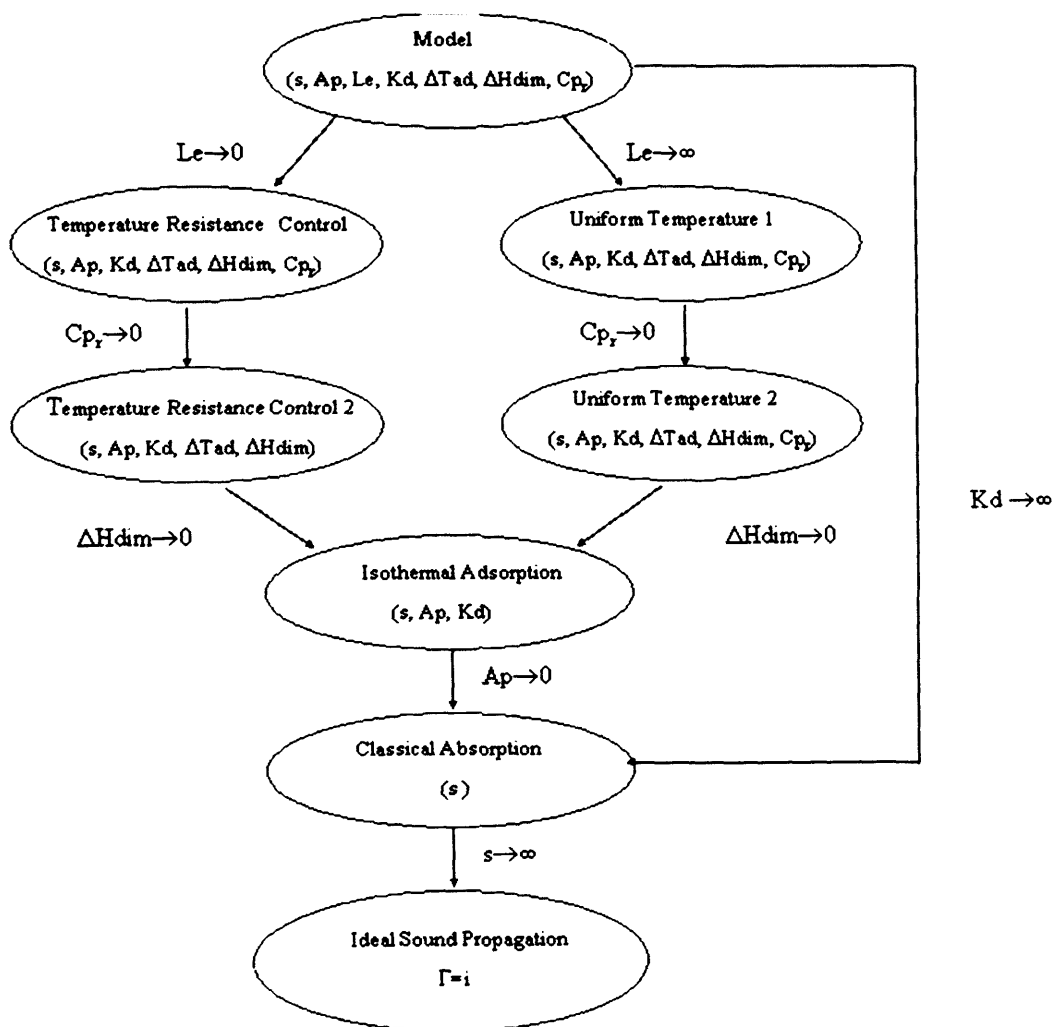 Model
(s, Ap, Le, Kd, ΔTad, ΔHdim, Cpᵣ)
Le→0
Le→∞
Temperature Resistance Control
(s, Ap, Kd, ΔTad, ΔHdim, Cpᵣ)
Uniform Temperature 1
(s, Ap, Kd, ΔTad, ΔHdim, Cpᵣ)
Cpᵣ→0
Cpᵣ→0
Temperature Resistance Control 2
(s, Ap, Kd, ΔTad, ΔHdim)
Uniform Temperature 2
(s, Ap, Kd, ΔTad, ΔHdim, Cpᵣ)
Kd→∞
ΔHdim→0
ΔHdim→0
Isothermal Adsorption
(s, Ap, Kd)
Ap→0
Classical Absorption
(s)
s→∞
Ideal Sound Propagation
Γ=i